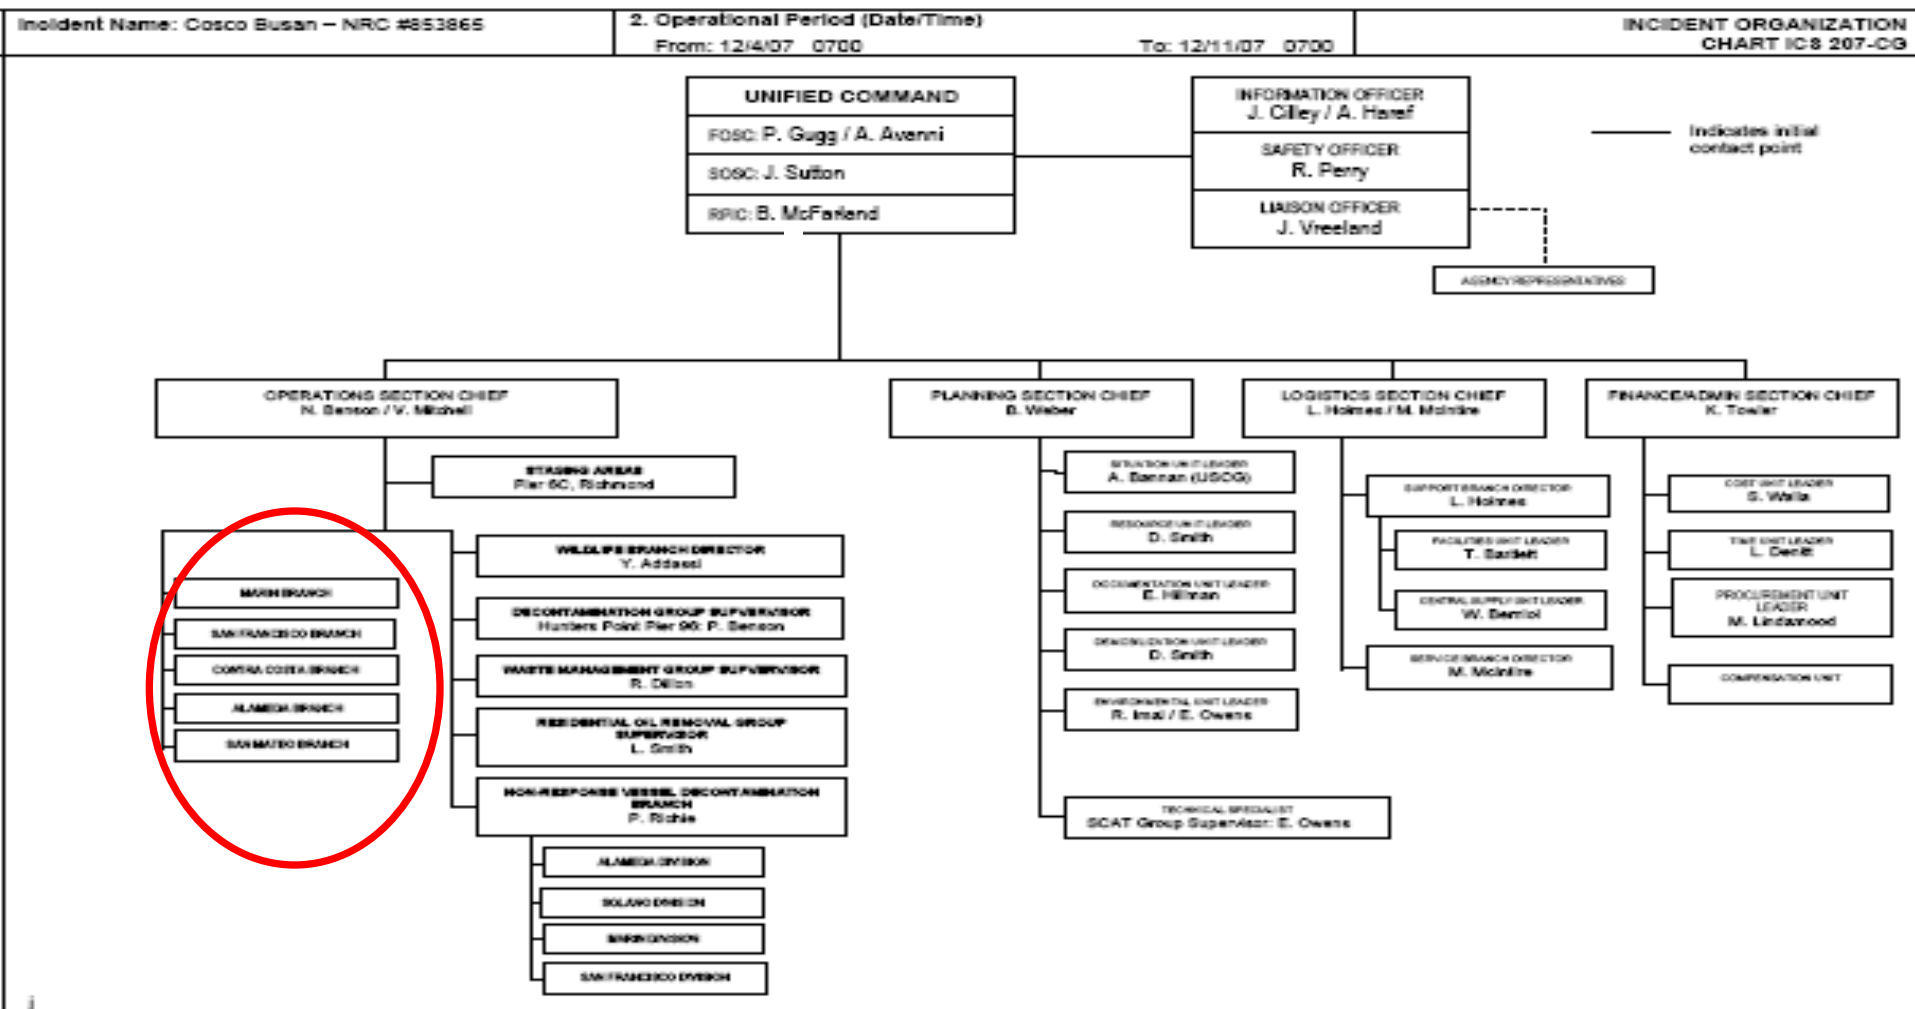 Incident Name: Cosco Busan – NRC #853865
2. Operational Period (Date/Time)
From: 12/4/07 0700 To: 12/11/07 0700
INCIDENT ORGANIZATION
CHART ICS 207-CG
UNIFIED COMMAND
FOSC: P. Gugg / A. Avanni
SOSC: J. Sutton
RPIC: B. McFarland
INFORMATION OFFICER
J. Cilley / A. Haraf
SAFETY OFFICER
R. Perry
LIAISON OFFICER
J. Vreeland
Indicates initial
contact point
AGENCY REPRESENTATIVES
OPERATIONS SECTION CHIEF
N. Benson / V. Mitchell
STAGING AREAS
Pier 6C, Richmond
MARIN BRANCH
SAN FRANCISCO BRANCH
CONTRA COSTA BRANCH
ALAMEDA BRANCH
SAN MATEO BRANCH
WILDLIFE BRANCH DIRECTOR
Y. Addassi
DECONTAMINATION GROUP SUPVERVISOR
Hunters Point Pier 96: P. Benson
WASTE MANAGEMENT GROUP SUPVERVISOR
R. Dillon
RESIDENTIAL OIL REMOVAL GROUP
SUPERVISOR
L. Smith
NON-RESPONSE VESSEL DECONTAMINATION
BRANCH
P. Richie
ALAMEDA DIVISION
SOLANO DIVISION
MARIN DIVISION
SAN FRANCISCO DIVISION
PLANNING SECTION CHIEF
D. Weber
SITUATION UNIT LEADER
A. Bannan (USCG)
RESOURCE UNIT LEADER
D. Smith
DOCUMENTATION UNIT LEADER
E. Hillman
DEMOBILIZATION UNIT LEADER
D. Smith
ENVIRONMENTAL UNIT LEADER
R. Imai / E. Owens
TECHNICAL SPECIALIST
SCAT Group Supervisor: E. Owens
LOGISTICS SECTION CHIEF
L. Holmes / M. McIntire
SUPPORT BRANCH DIRECTOR
L. Holmes
FACILITIES UNIT LEADER
T. Bartlett
CENTRAL SUPPLY UNIT LEADER
W.
SERVICE BRANCH DIRECTOR
M. McIntire
FINANCE/ADMIN SECTION CHIEF
K. Towler
COST UNIT LEADER
S. Walla
TIME UNIT LEADER
L.
PROCUREMENT UNIT
LEADER
M. Lindamood
COMPENSATION UNIT